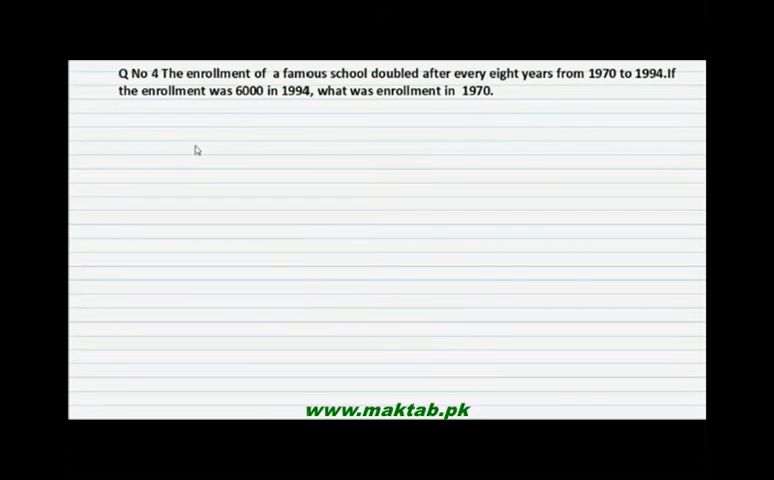 Q No 4 The enrollment of a famous school doubled after every eight years from 1970 to 1994.If
the enrollment was 6000 in 1994, what was enrollment in 1970.
www.maktab.pk